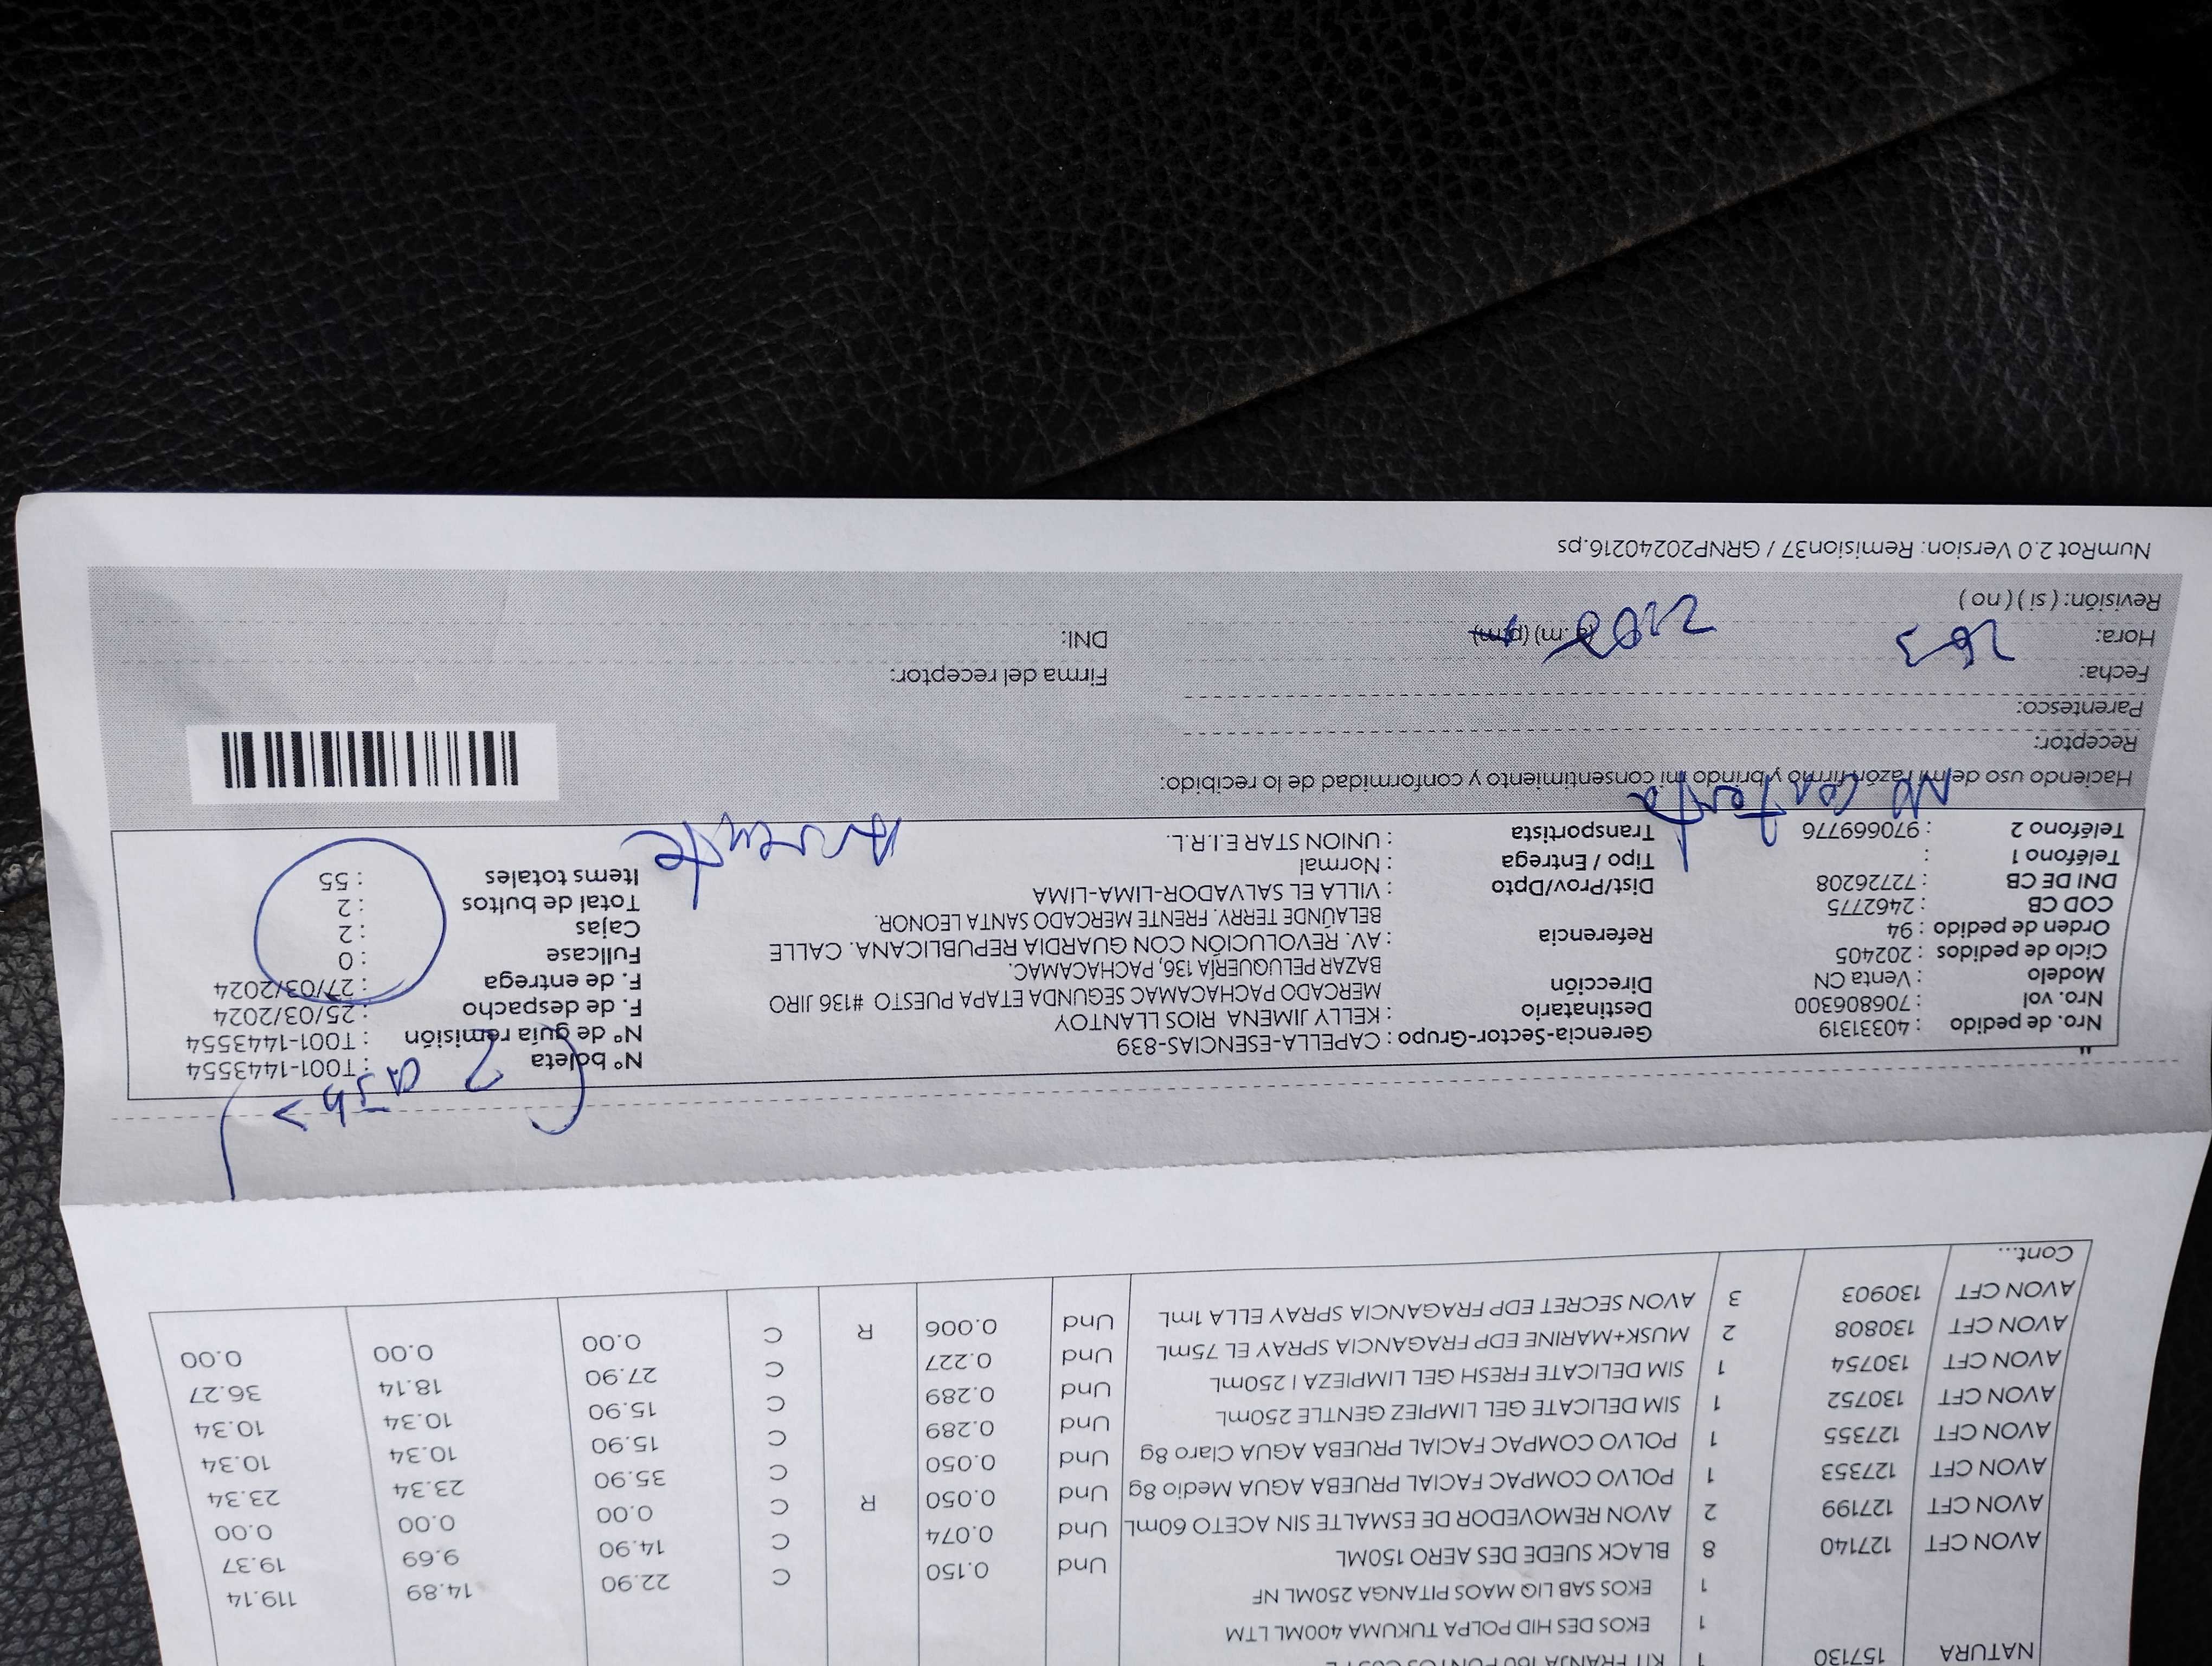 NATURA 157130 1 KIT FRANJA
1 EKOS DES HID POLPA TUKUMA 400ML LTM
1 EKOS SAB LIQ MAOS PITANGA 250ML NF
AVON CFT 127140 8 BLACK SUEDE DES AERO 150ML Und 0.150 C 22.90 14.89 119.14
AVON CFT 127199 2 AVON REMOVEDOR DE ESMALTE SIN ACETO 60mL Und 0.074 C 14.90 9.69 19.37
AVON CFT 127353 1 POLVO COMPAC FACIAL PRUEBA AGUA Medio 8g Und 0.050 R C 0.00 0.00 0.00
AVON CFT 127355 1 POLVO COMPAC FACIAL PRUEBA AGUA Claro 8g Und 0.050 C 35.90 23.34 23.34
AVON CFT 130752 1 SIM DELICATE GEL LIMPIEZ GENTLE 250mL Und 0.289 C 15.90 10.34 10.34
AVON CFT 130754 1 SIM DELICATE FRESH GEL LIMPIEZA I 250mL Und 0.289 C 15.90 10.34 10.34
AVON CFT 130808 2 MUSK+MARINE EDP FRAGANCIA SPRAY EL 75mL Und 0.227 C 27.90 18.14 36.27
AVON CFT 130903 3 AVON SECRET EDP FRAGANCIA SPRAY ELLA 1mL Und 0.006 R C 0.00 0.00 0.00
Cont...
Nro. de pedido : 40331319
Nro. vol : 706806300
Modelo : Venta CN
Ciclo de pedidos : 202405
Orden de pedido : 94
COD CB : 2462775
DNI DE CB : 72726208
Teléfono 1 :
Teléfono 2 : 970669776
Gerencia-Sector-Grupo : CAPELLA-ESENCIAS-839
Destinatario : KELLY JIMENA RIOS LLANTOY
Dirección MERCADO PACHACAMAC SEGUNDA ETAPA PUESTO #136 JIRO
BAZAR PELUQUERÍA 136, PACHACAMAC.
Referencia : AV. REVOLUCIÓN CON GUARDIA REPUBLICANA. CALLE
BELAÚNDE TERRY. FRENTE MERCADO SANTA LEONOR.
Dist/Prov/Dpto : VILLA EL SALVADOR-LIMA-LIMA
Tipo / Entrega : Normal
Transportista : UNION STAR E.I.R.L.
N° boleta : T001-1443554
N° de guia remisión : T001-1443554
F. de despacho : 25/03/2024
F. de entrega : 27/03/2024
Fullcase : 0
Cajas : 2
Total de bultos : 2
Items totales : 55
Ausente
No contesta
Haciendo uso de mi razón firmo y brindo mi consentimiento y conformidad de lo recibido:
Receptor:
Parentesco:
Fecha: Firma del receptor:
26 3
Hora: (a.m) (p.m) DNI:
Revisión: ( si ) ( no )
NumRot 2.0 Version: Remision37 / GRNP20240216.ps